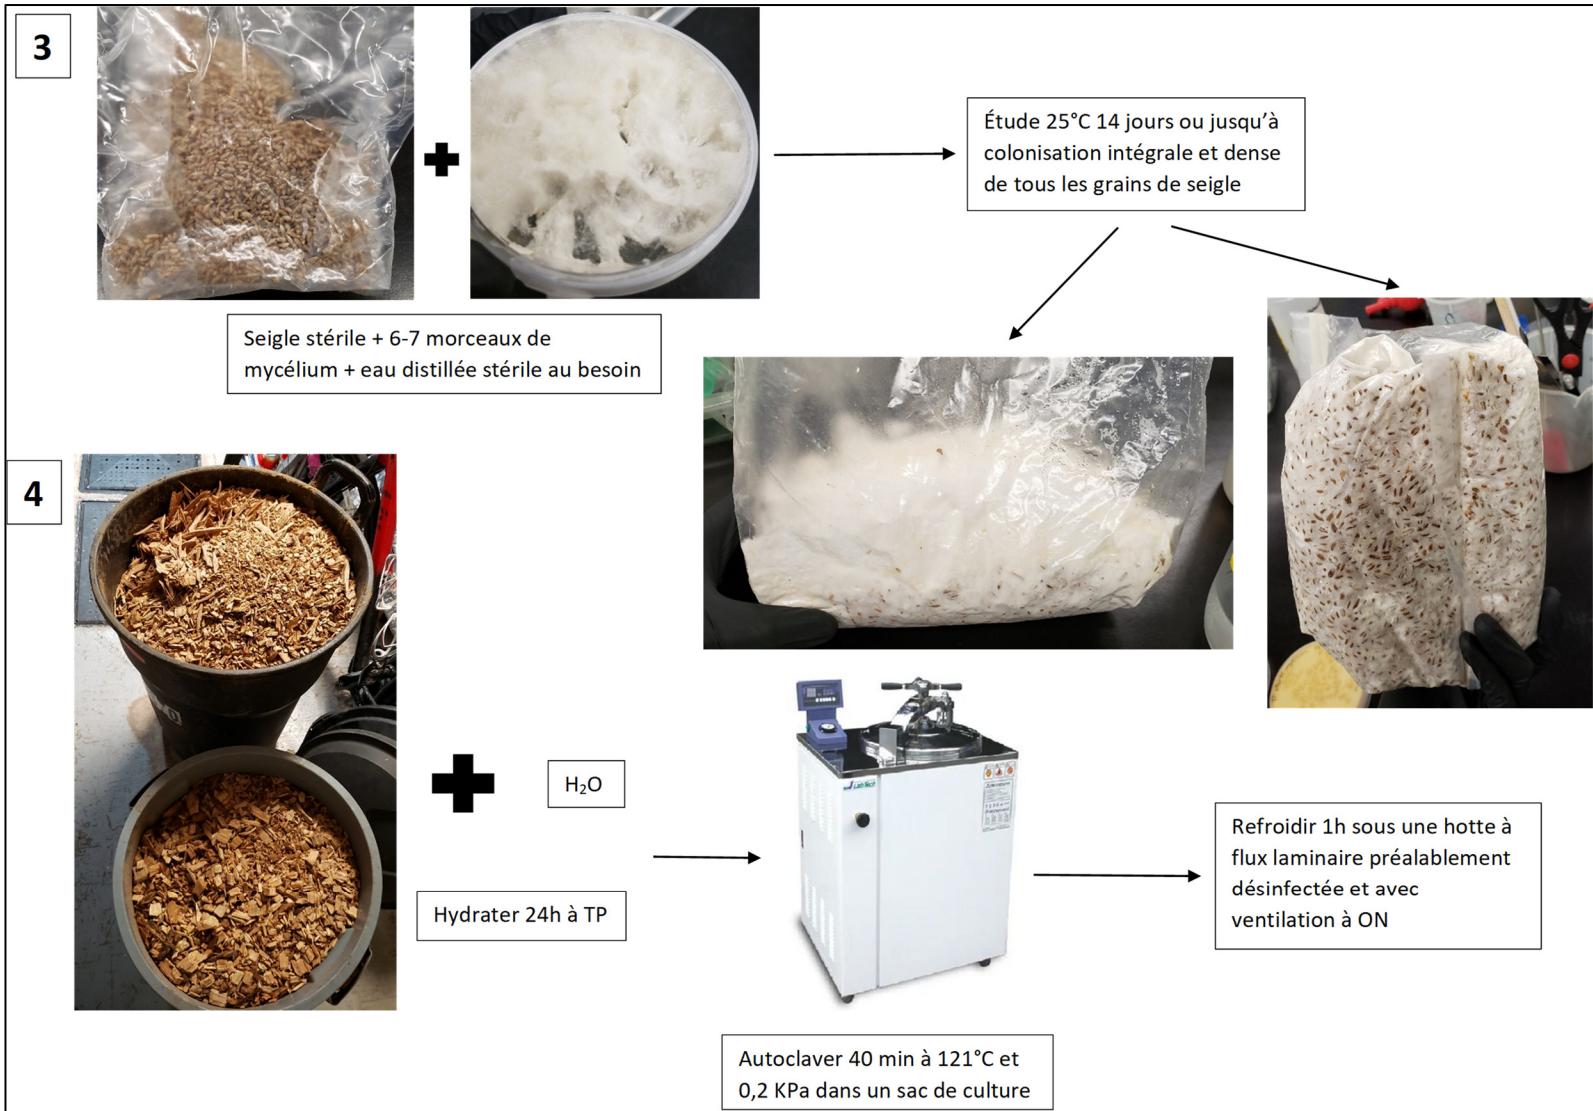 3
Étude 25°C 14 jours ou jusqu’à
colonisation intégrale et dense
de tous les grains de seigle
Seigle stérile + 6-7 morceaux de
mycélium + eau distillée stérile au besoin
4
H₂O
Hydrater 24h à TP
LabTech
Refroidir 1h sous une hotte à
flux laminaire préalablement
désinfectée et avec
ventilation à ON
Autoclaver 40 min à 121°C et
0,2 KPa dans un sac de culture